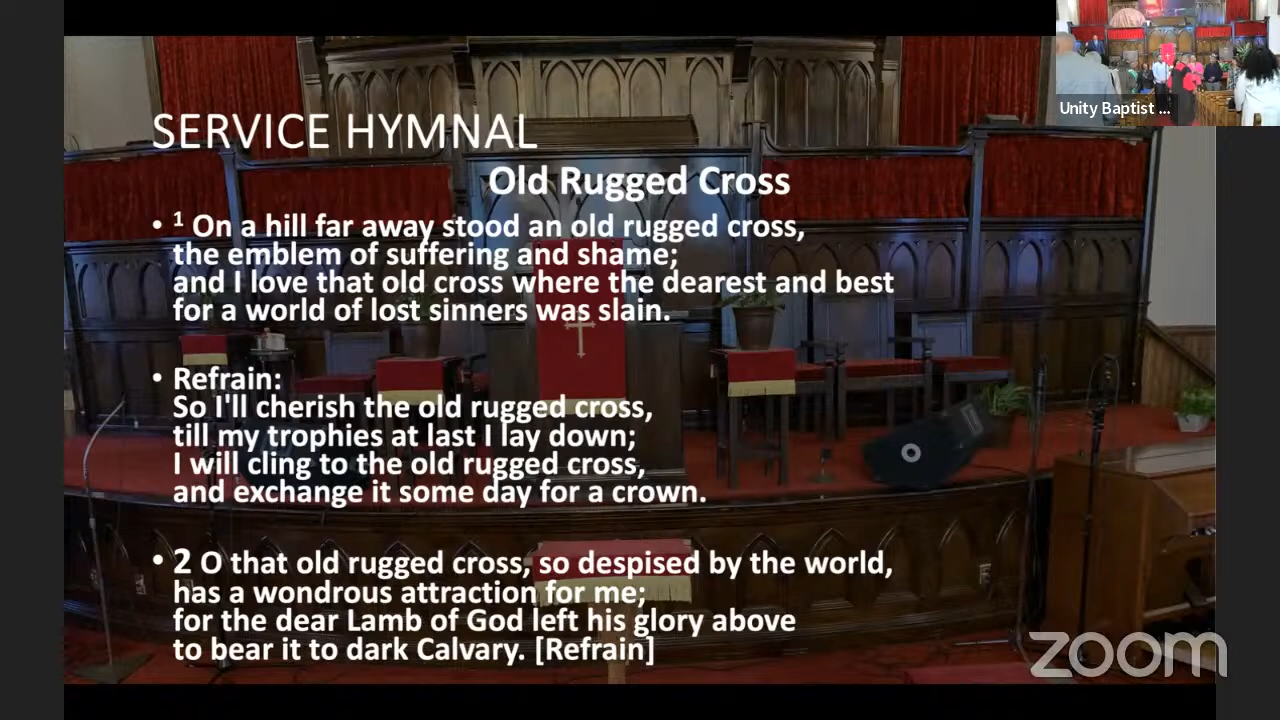 Unity Baptist ...
SERVICE HYMNAL
Old Rugged Cross
• 1 On a hill far away stood an old rugged cross,
the emblem of suffering and shame;
and I love that old cross where the dearest and best
for a world of lost sinners was slain.
• Refrain:
So I'll cherish the old rugged cross,
till my trophies at last I lay down;
I will cling to the old rugged cross,
and exchange it some day for a crown.
• 2 O that old rugged cross, so despised by the world,
has a wondrous attraction for me;
for the dear Lamb of God left his glory above
to bear it to dark Calvary. [Refrain]
zoom